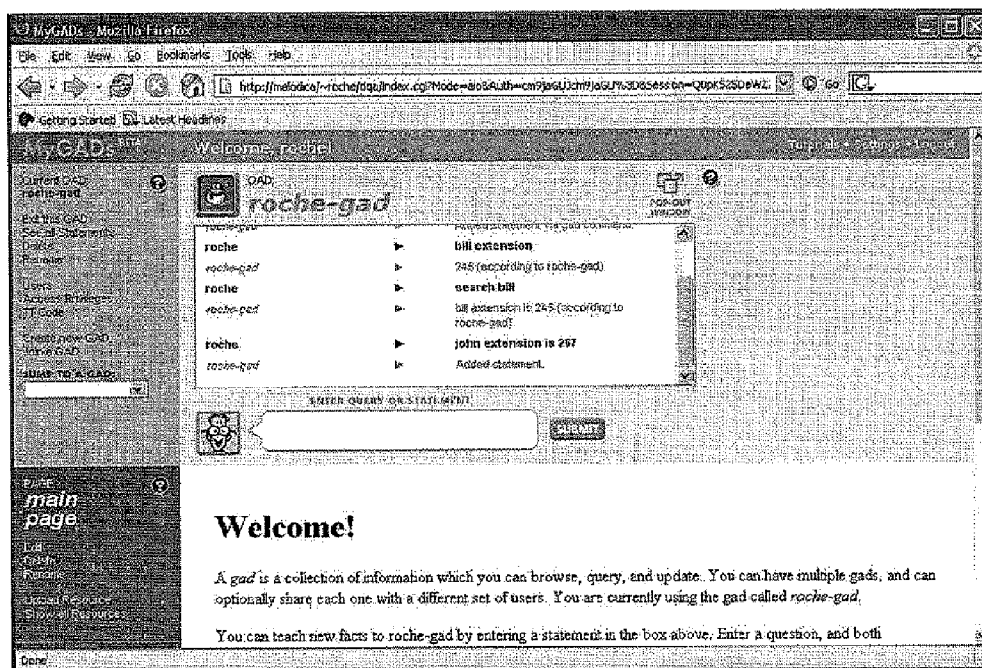 MyGADs - Mozilla Firefox
File Edit View Go Bookmarks Tools Help
Go
Getting Started Latest Headlines
MyGADs BETA
Welcome, roche!
Tutorials • Settings • Logout
Current GAD:
roche-gad
Edit this GAD
See all Statements
Delete
Rename
Users
Access Privileges
Create new GAD
JUMP TO A GAD:
GAD:
roche-gad
POP-OUT
WINDOW
roche ▶ bill extension
roche-gad ▶ 245 (according to roche-gad)
roche ▶ search bill
roche-gad ▶ bill extension is 245 (according to
roche-gad)
roche ▶ john extension is 267
roche-gad ▶ Added statement.
ENTER QUERY OR STATEMENT
SUBMIT
PAGE:
main
page
Edit
Delete
Rename
Upload Resource
Show all Resources
Welcome!
A gad is a collection of information which you can browse, query, and update. You can have multiple gads, and can
optionally share each one with a different set of users. You are currently using the gad called roche-gad.
You can teach new facts to roche-gad by entering a statement in the box above. Enter a question, and both
Done